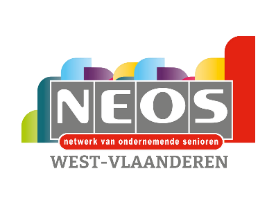 NEOS
netwerk van ondernemende senioren
WEST-VLAANDEREN